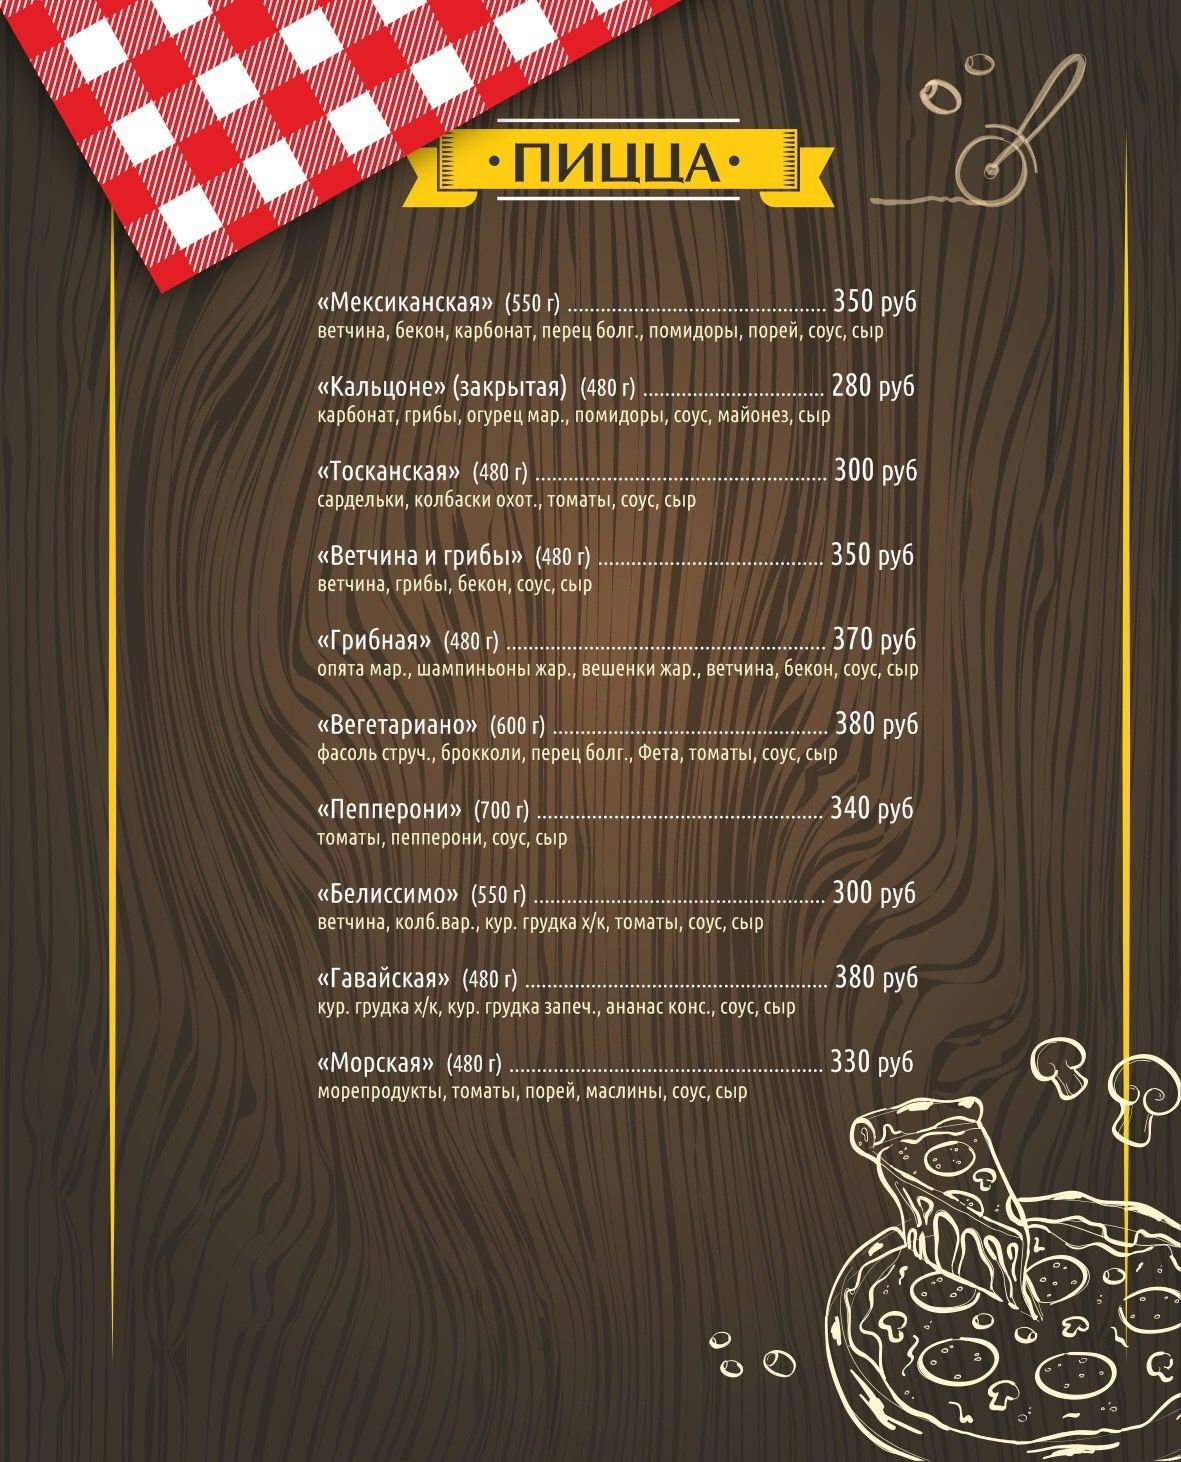 • ПИЦЦА •
«Мексиканская» (550 г) ............................................... 350 руб
ветчина, бекон, карбонат, перец болг., помидоры, порей, соус, сыр
«Кальцоне» (закрытая) (480 г) ................................. 280 руб
карбонат, грибы, огурец мар., помидоры, соус, майонез, сыр
«Тосканская» (480 г) ..................................................... 300 руб
сардельки, колбаски охот., томаты, соус, сыр
«Ветчина и грибы» (480 г) ......................................... 350 руб
ветчина, грибы, бекон, соус, сыр
«Грибная» (480 г) .......................................................... 370 руб
опята мар., шампиньоны жар., вешенки жар., ветчина, бекон, соус, сыр
«Вегетариано» (600 г) .................................................. 380 руб
фасоль струч., брокколи, перец болг., Фета, томаты, соус, сыр
«Пепперони» (700 г) .................................................... 340 руб
томаты, пепперони, соус, сыр
«Белиссимо» (550 г) ..................................................... 300 руб
ветчина, колб.вар., кур. грудка х/к, томаты, соус, сыр
«Гавайская» (480 г) ....................................................... 380 руб
кур. грудка х/к, кур. грудка запеч., ананас конс., соус, сыр
«Морская» (480 г) ......................................................... 330 руб
морепродукты, томаты, порей, маслины, соус, сыр